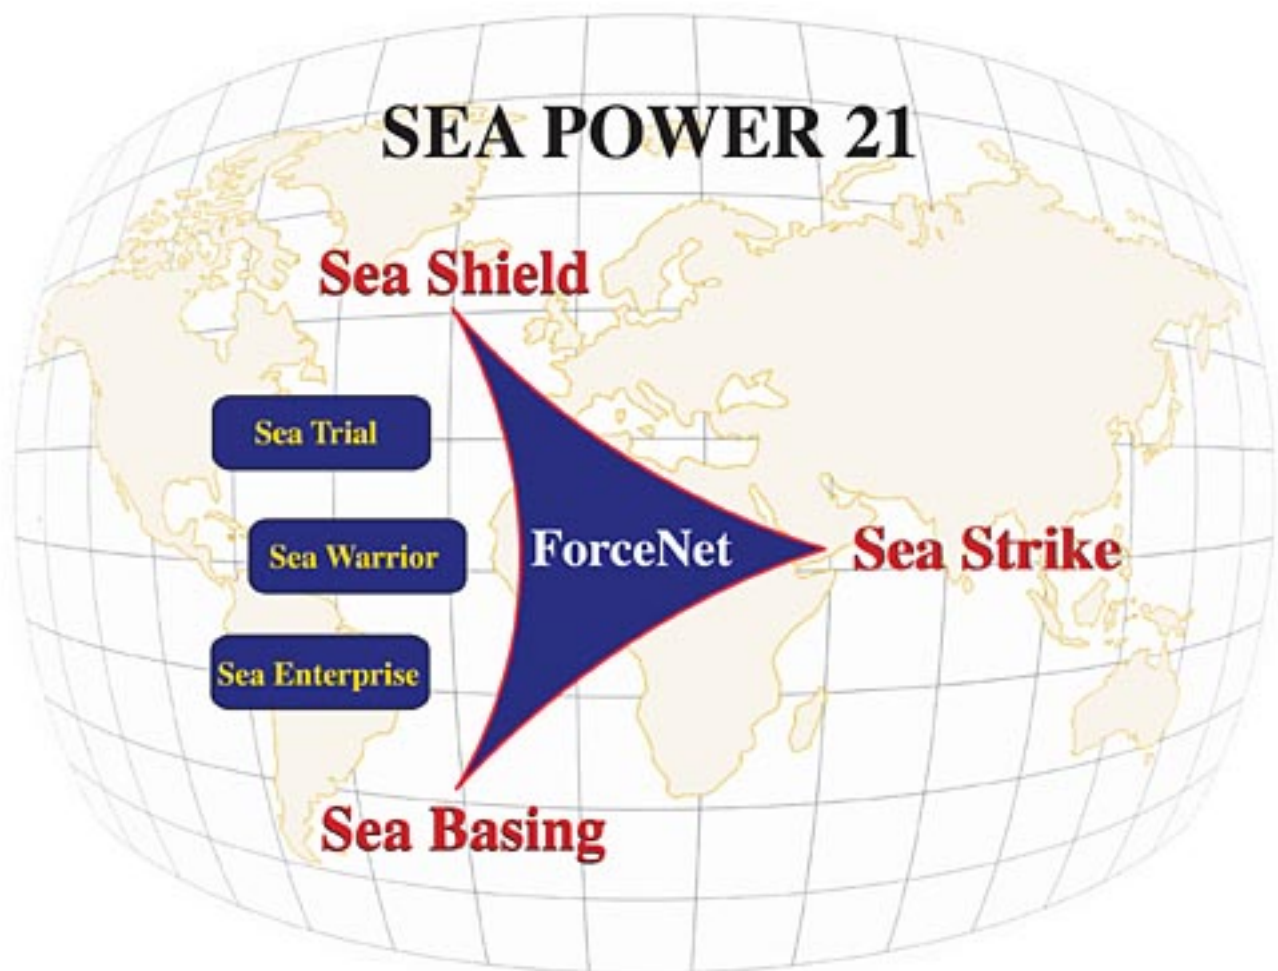 SEA POWER 21
Sea Shield
Sea Trial
Sea Warrior
ForceNet
Sea Strike
Sea Enterprise
Sea Basing